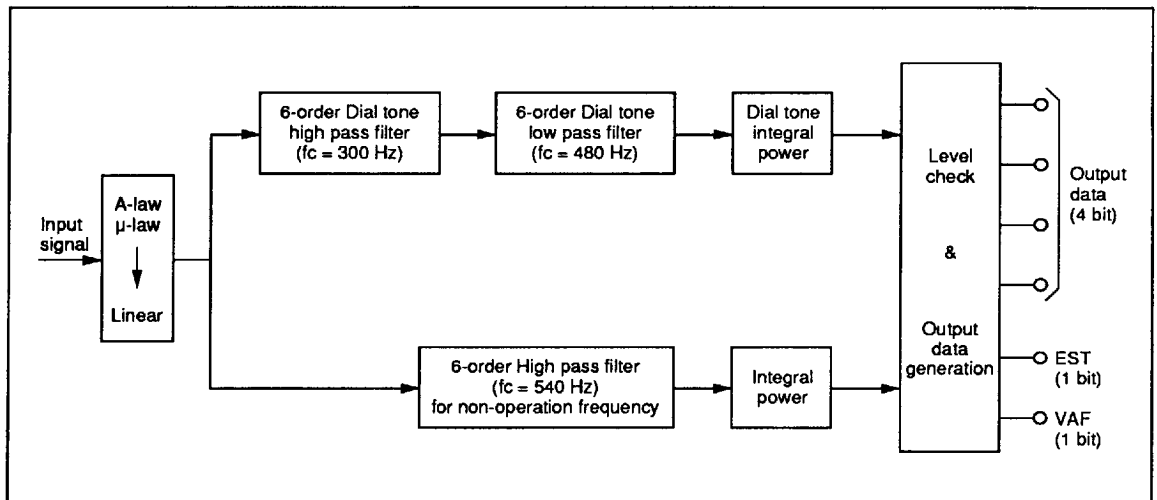 6-order Dial tone
high pass filter
(fc = 300 Hz)
6-order Dial tone
low pass filter
(fc = 480 Hz)
Dial tone
integral
power
Level
check
&
Output
data
generation
Output
data
(4 bit)
Input
signal
A-law
μ-law
Linear
6-order High pass filter
(fc = 540 Hz)
for non-operation frequency
Integral
power
EST
(1 bit)
VAF
(1 bit)